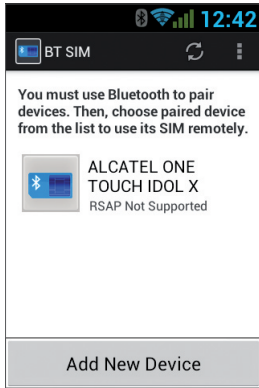 12:42
BT SIM
You must use Bluetooth to pair
devices. Then, choose paired device
from the list to use its SIM remotely.
ALCATEL ONE
TOUCH IDOL X
RSAP Not Supported
Add New Device